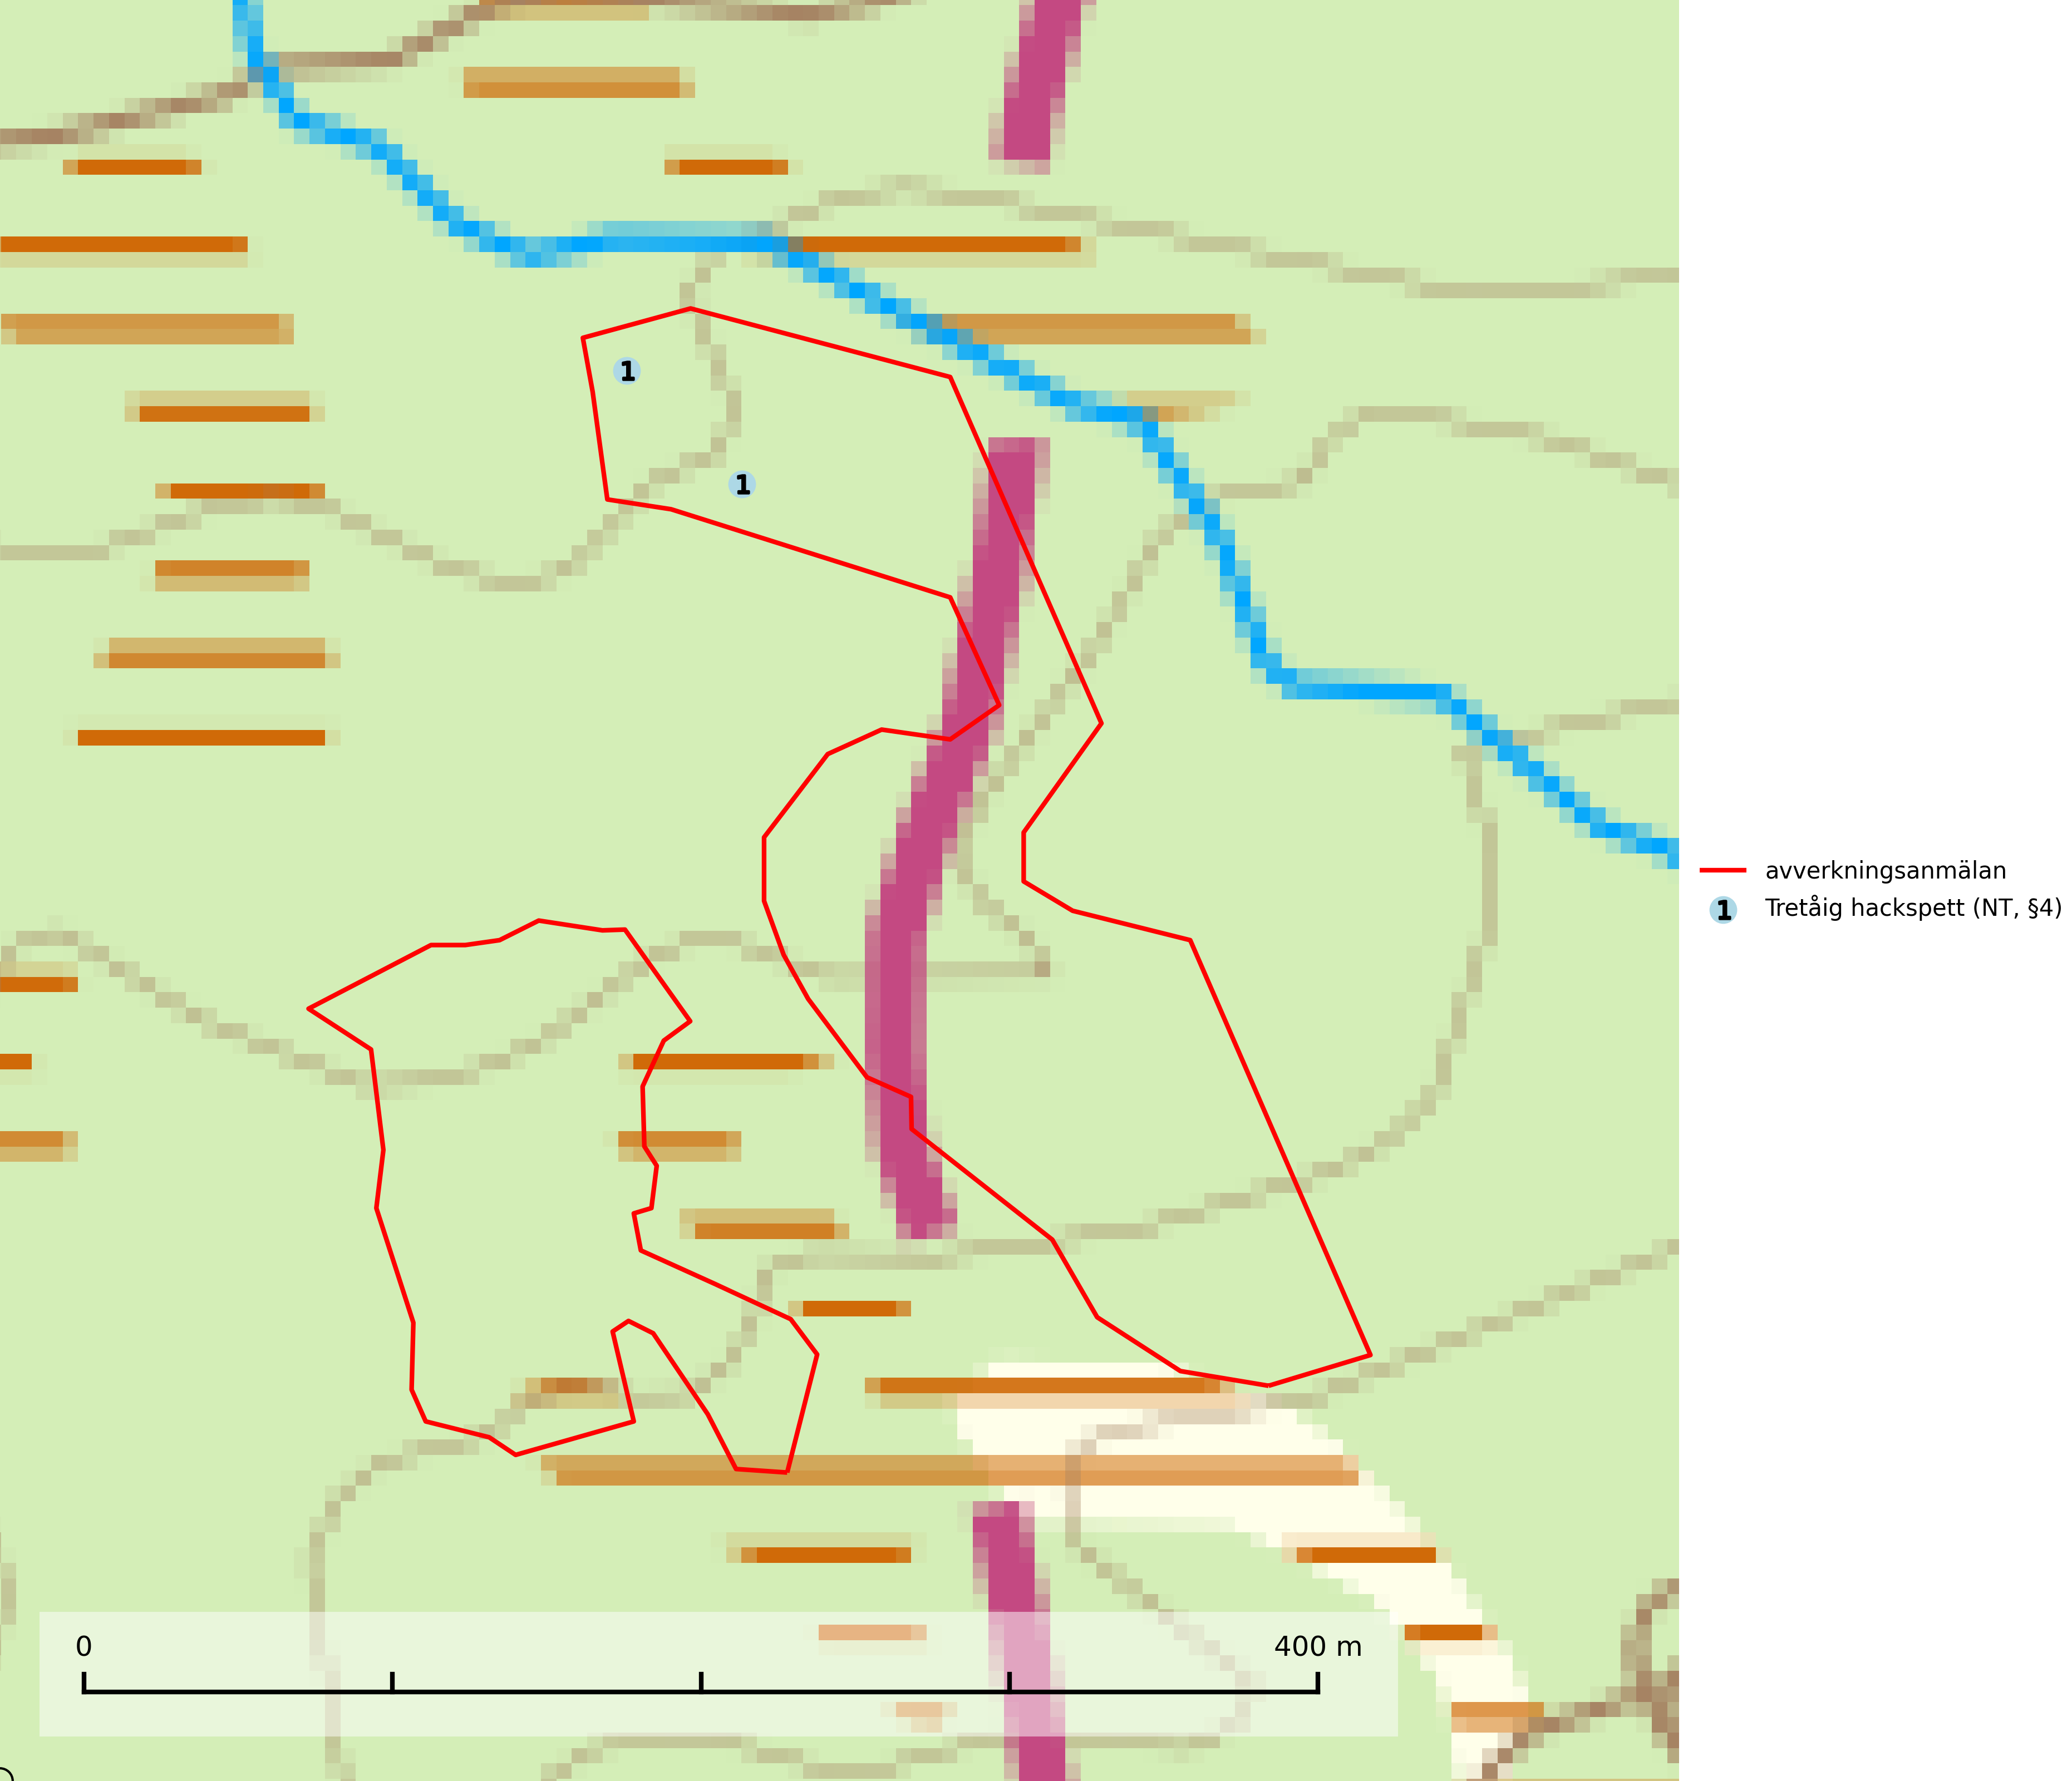 1
1
avverkningsanmälan
1 Tretåig hackspett (NT, §4)
0 400 m